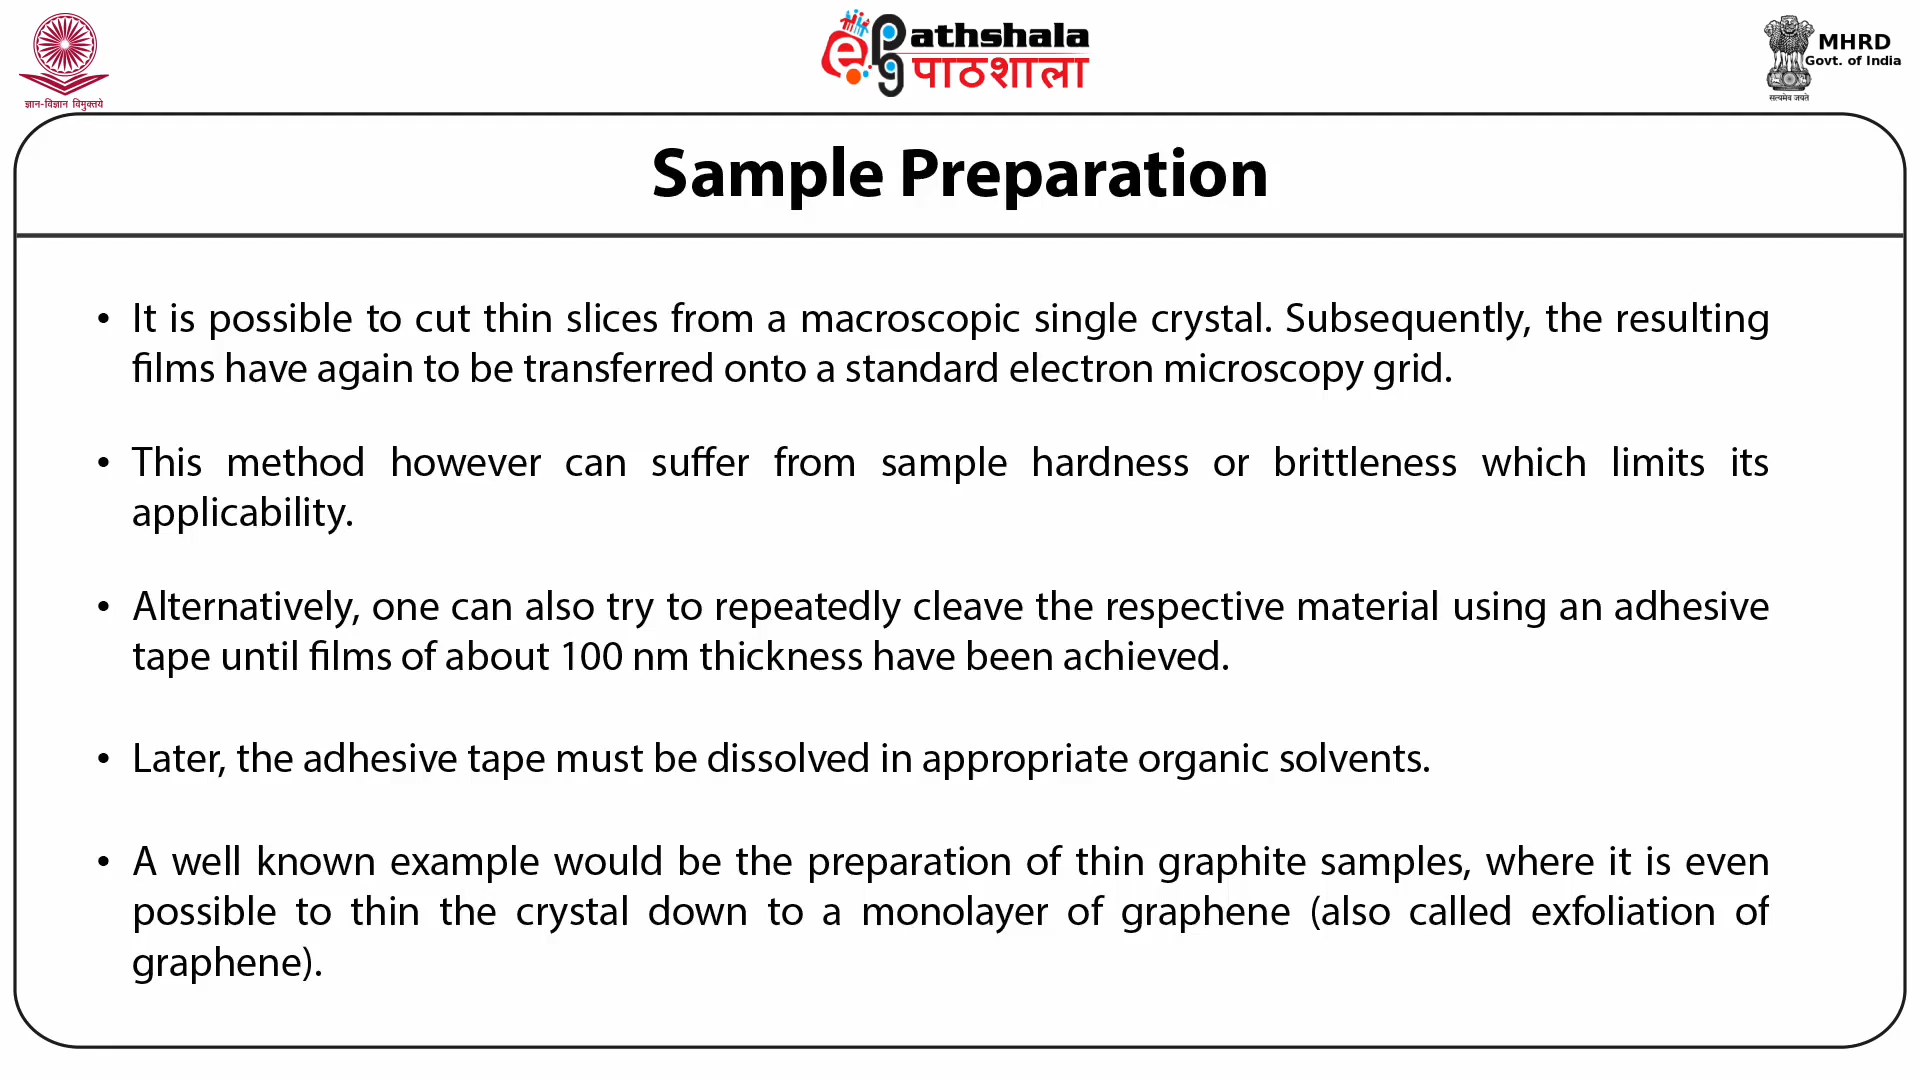 ज्ञान-विज्ञान विमुक्तये
ePathshala
पाठशाला
MHRD
Govt. of India
सत्यमेव जयते
Sample Preparation
• It is possible to cut thin slices from a macroscopic single crystal. Subsequently, the resulting
films have again to be transferred onto a standard electron microscopy grid.
• This method however can suffer from sample hardness or brittleness which limits its
applicability.
• Alternatively, one can also try to repeatedly cleave the respective material using an adhesive
tape until films of about 100 nm thickness have been achieved.
• Later, the adhesive tape must be dissolved in appropriate organic solvents.
• A well known example would be the preparation of thin graphite samples, where it is even
possible to thin the crystal down to a monolayer of graphene (also called exfoliation of
graphene).